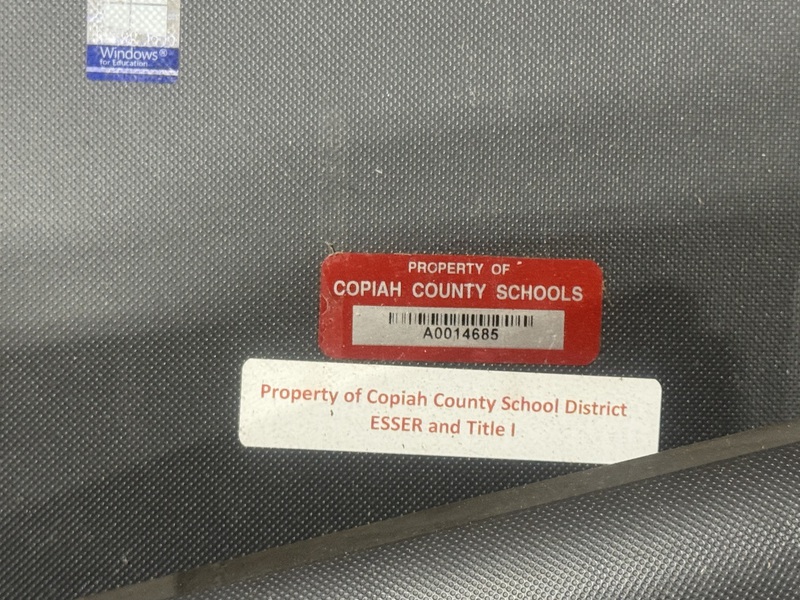 Windows®
for Education
PROPERTY OF
COPIAH COUNTY SCHOOLS
A0014685
Property of Copiah County School District
ESSER and Title I